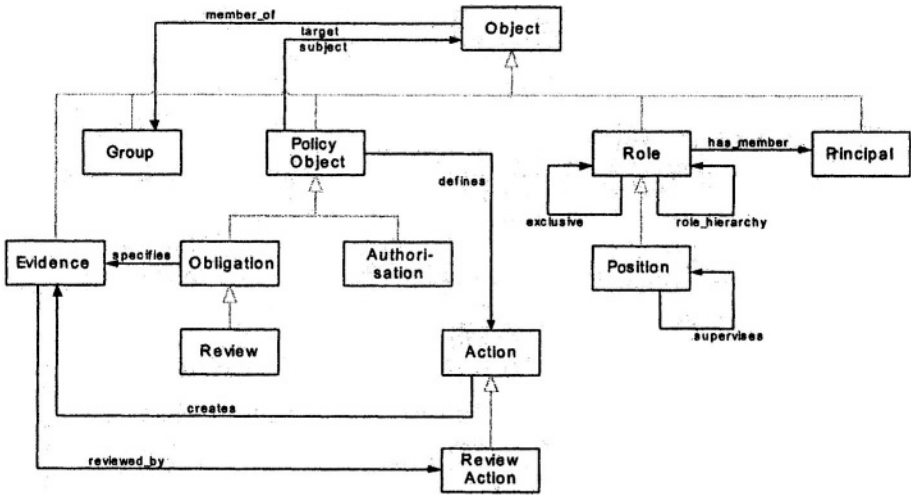 member_of
Object
target
subject
Group
Policy
Object
Role
has_member
Principal
defines
exclusive
role_hierarchy
Evidence
specifies
Obligation
Authori-
sation
Position
supervises
Review
Action
creates
reviewed_by
Review
Action